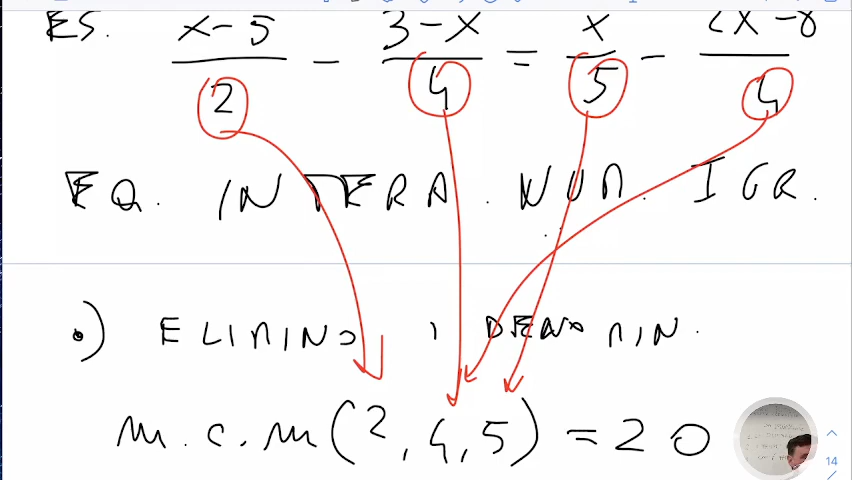 ES. x-5 / 2 - 3-x / 4 = x / 5 - 2x-8 / 4
EQ. INTERA. NUM. I GR.
•) ELIMINO I DENOMIN.
m.c.m(2,4,5) = 20
14